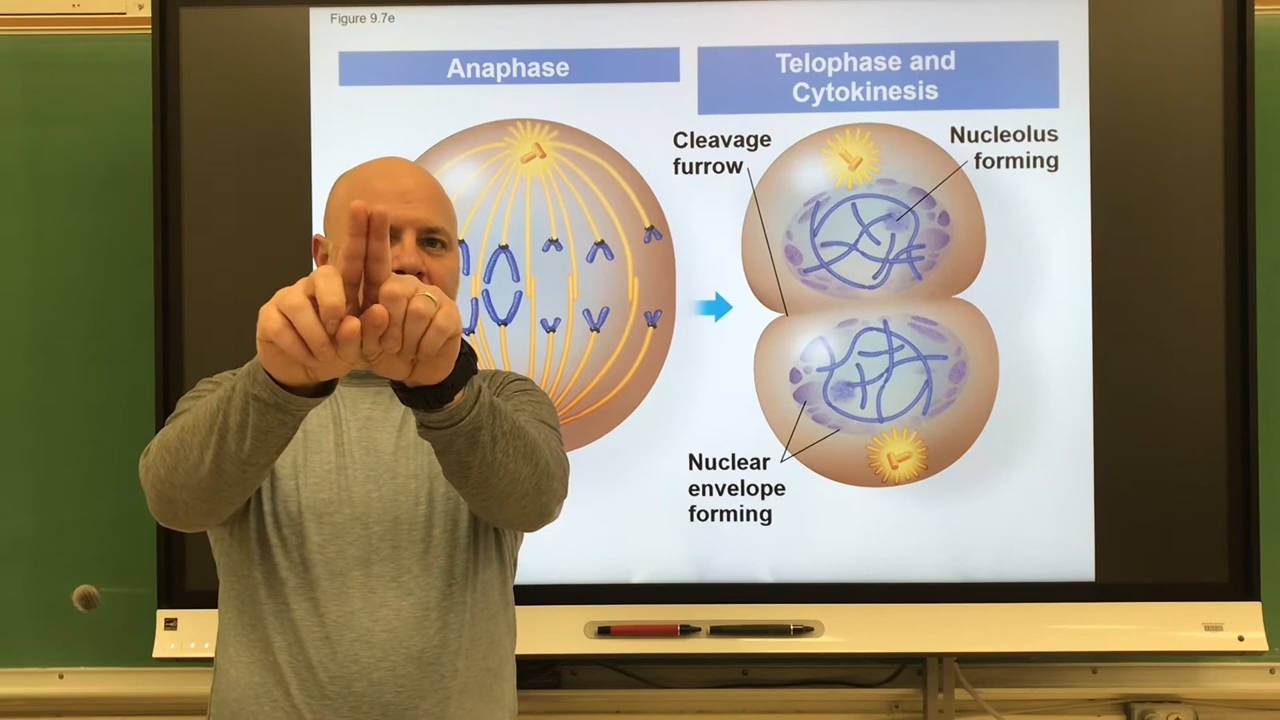 Figure 9.7e
Anaphase
Telophase and
Cytokinesis
Cleavage
furrow
Nucleolus
forming
Nuclear
envelope
forming